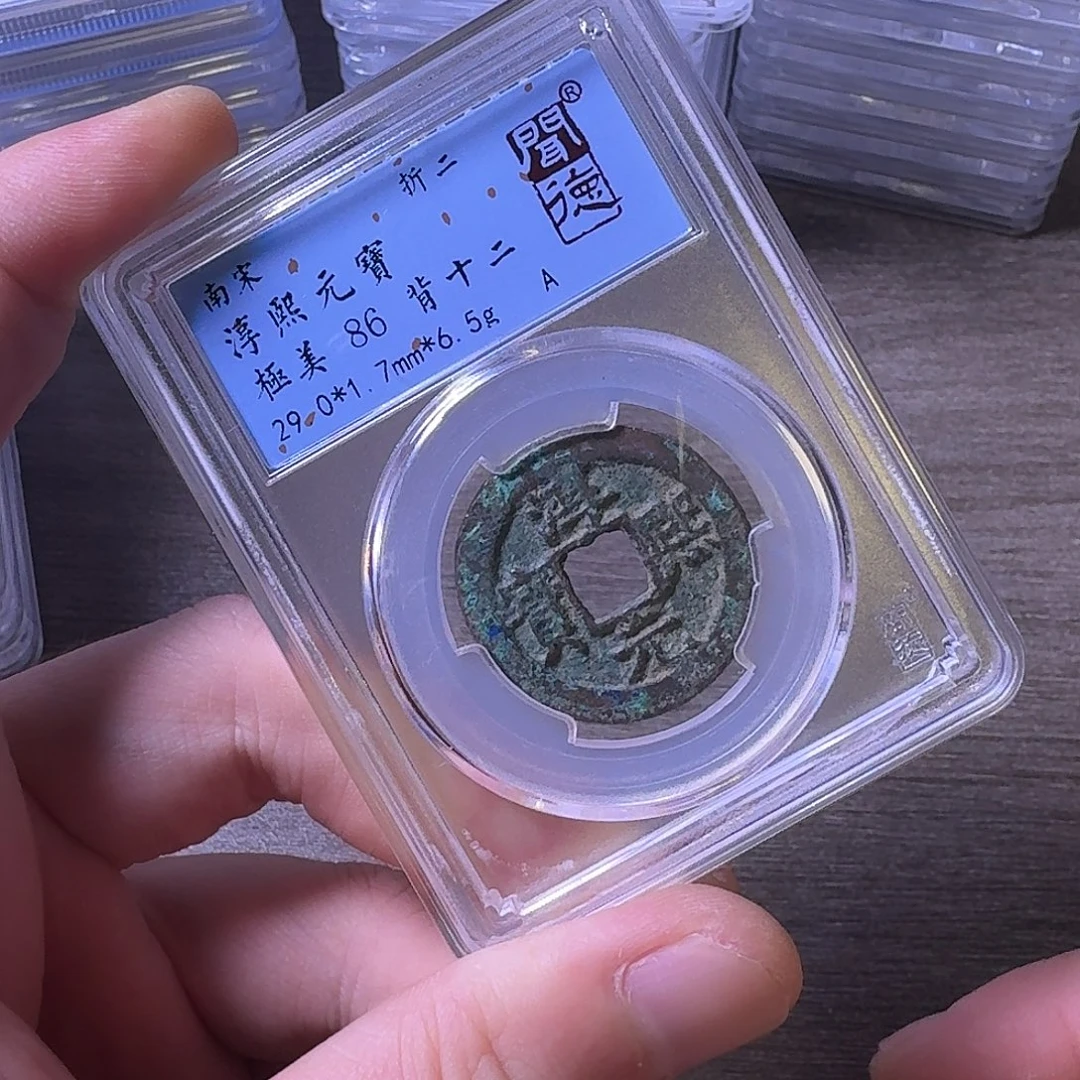 南宋 折二
聞德®
淳熙元寶
極美 86 背十二
29.0*1.7mm*6.5g A
淳熙元寶